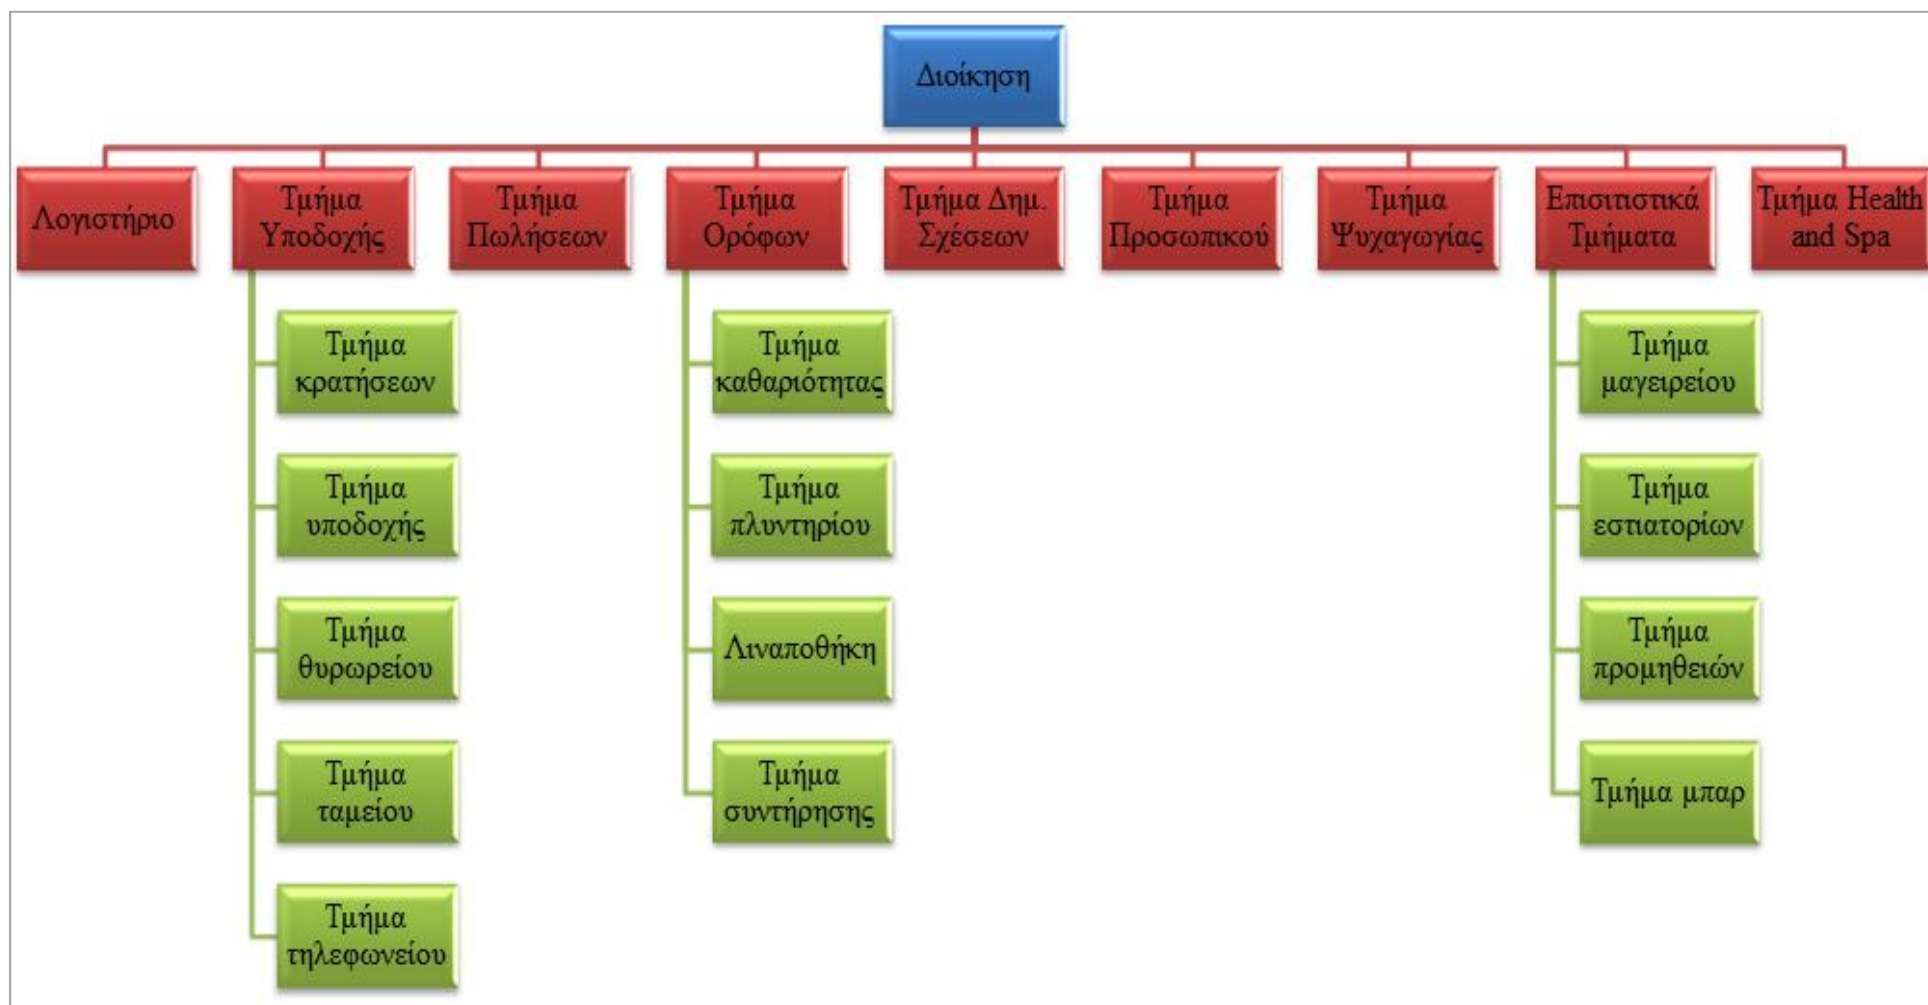 Διοίκηση
Λογιστήριο
Τμήμα
Υποδοχής
Τμήμα
Πωλήσεων
Τμήμα
Ορόφων
Τμήμα Δημ.
Σχέσεων
Τμήμα
Προσωπικού
Τμήμα
Ψυχαγωγίας
Επισιτιστικά
Τμήματα
Τμήμα Health
and Spa
Τμήμα
κρατήσεων
Τμήμα
υποδοχής
Τμήμα
θυρωρείου
Τμήμα
ταμείου
Τμήμα
τηλεφωνείου
Τμήμα
καθαριότητας
Τμήμα
πλυντηρίου
Λιναποθήκη
Τμήμα
συντήρησης
Τμήμα
μαγειρείου
Τμήμα
εστιατορίων
Τμήμα
προμηθειών
Τμήμα μπαρ